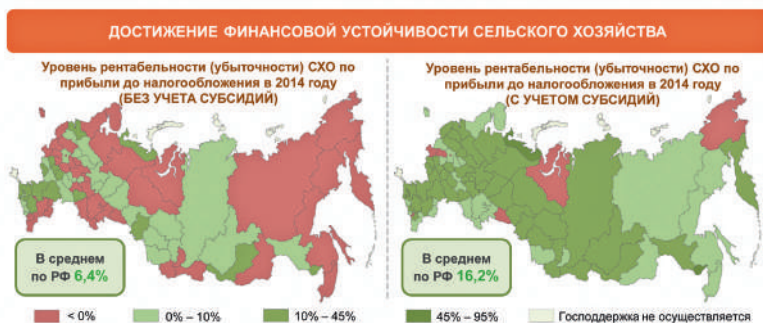 ДОСТИЖЕНИЕ ФИНАНСОВОЙ УСТОЙЧИВОСТИ СЕЛЬСКОГО ХОЗЯЙСТВА
Уровень рентабельности (убыточности) СХО по
прибыли до налогообложения в 2014 году
(БЕЗ УЧЕТА СУБСИДИЙ)
Уровень рентабельности (убыточности) СХО по
прибыли до налогообложения в 2014 году
(С УЧЕТОМ СУБСИДИЙ)
В среднем
по РФ 6,4%
В среднем
по РФ 16,2%
< 0%
0% – 10%
10% – 45%
45% – 95%
Господдержка не осуществляется